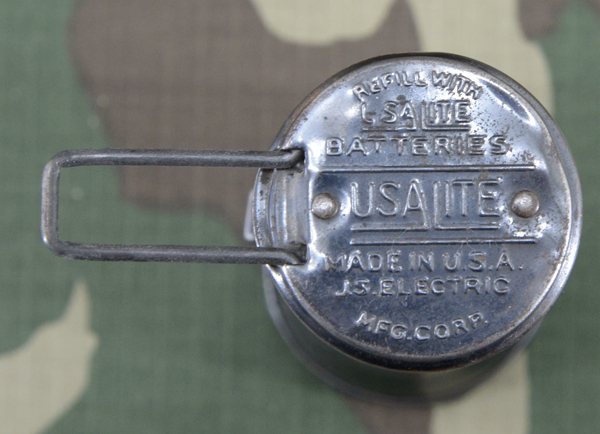 REFILL WITH
USALITE
BATTERIES
USALITE
MADE IN U.S.A.
U.S. ELECTRIC
MFG. CORP.